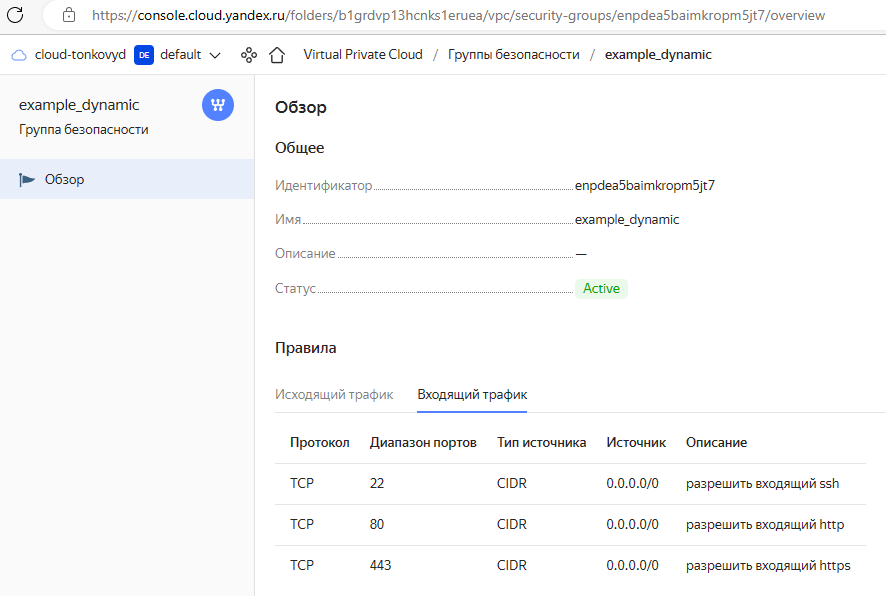 https://console.cloud.yandex.ru/folders/b1grdvp13hcnks1eruea/vpc/security-groups/enpdea5baimkropm5jt7/overview
cloud-tonkovyd DE default Virtual Private Cloud / Группы безопасности / example_dynamic
example_dynamic
Группа безопасности
Обзор
Обзор
Общее
Идентификатор enpdea5baimkropm5jt7
Имя example_dynamic
Описание —
Статус Active
Правила
Исходящий трафик Входящий трафик
Протокол Диапазон портов Тип источника Источник Описание
TCP 22 CIDR 0.0.0.0/0 разрешить входящий ssh
TCP 80 CIDR 0.0.0.0/0 разрешить входящий http
TCP 443 CIDR 0.0.0.0/0 разрешить входящий https